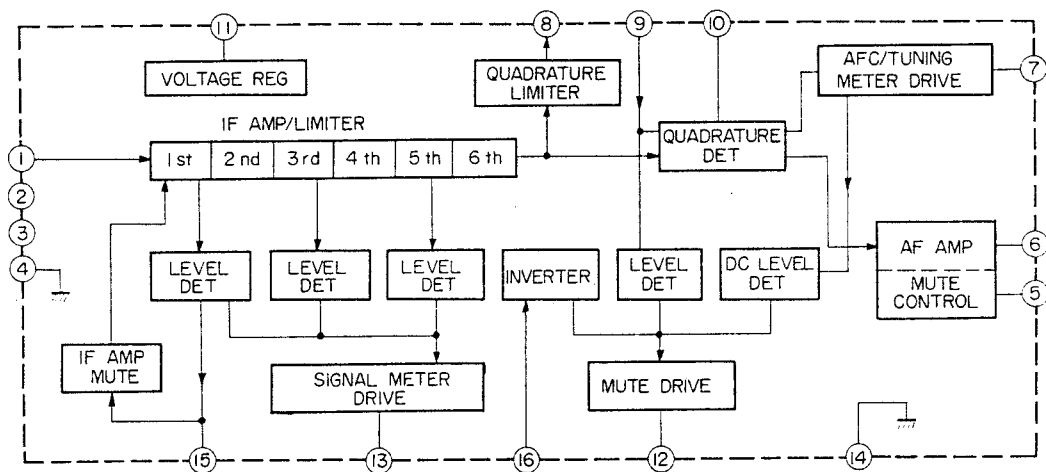 11
8
9
10
VOLTAGE REG
QUADRATURE
LIMITER
AFC/TUNING
METER DRIVE
7
IF AMP/LIMITER
QUADRATURE
DET
1
1st
2nd
3rd
4th
5th
6th
2
3
4
LEVEL
DET
LEVEL
DET
LEVEL
DET
INVERTER
LEVEL
DET
DC LEVEL
DET
AF AMP
6
MUTE
CONTROL
5
IF AMP
MUTE
SIGNAL METER
DRIVE
MUTE DRIVE
15
13
16
12
14